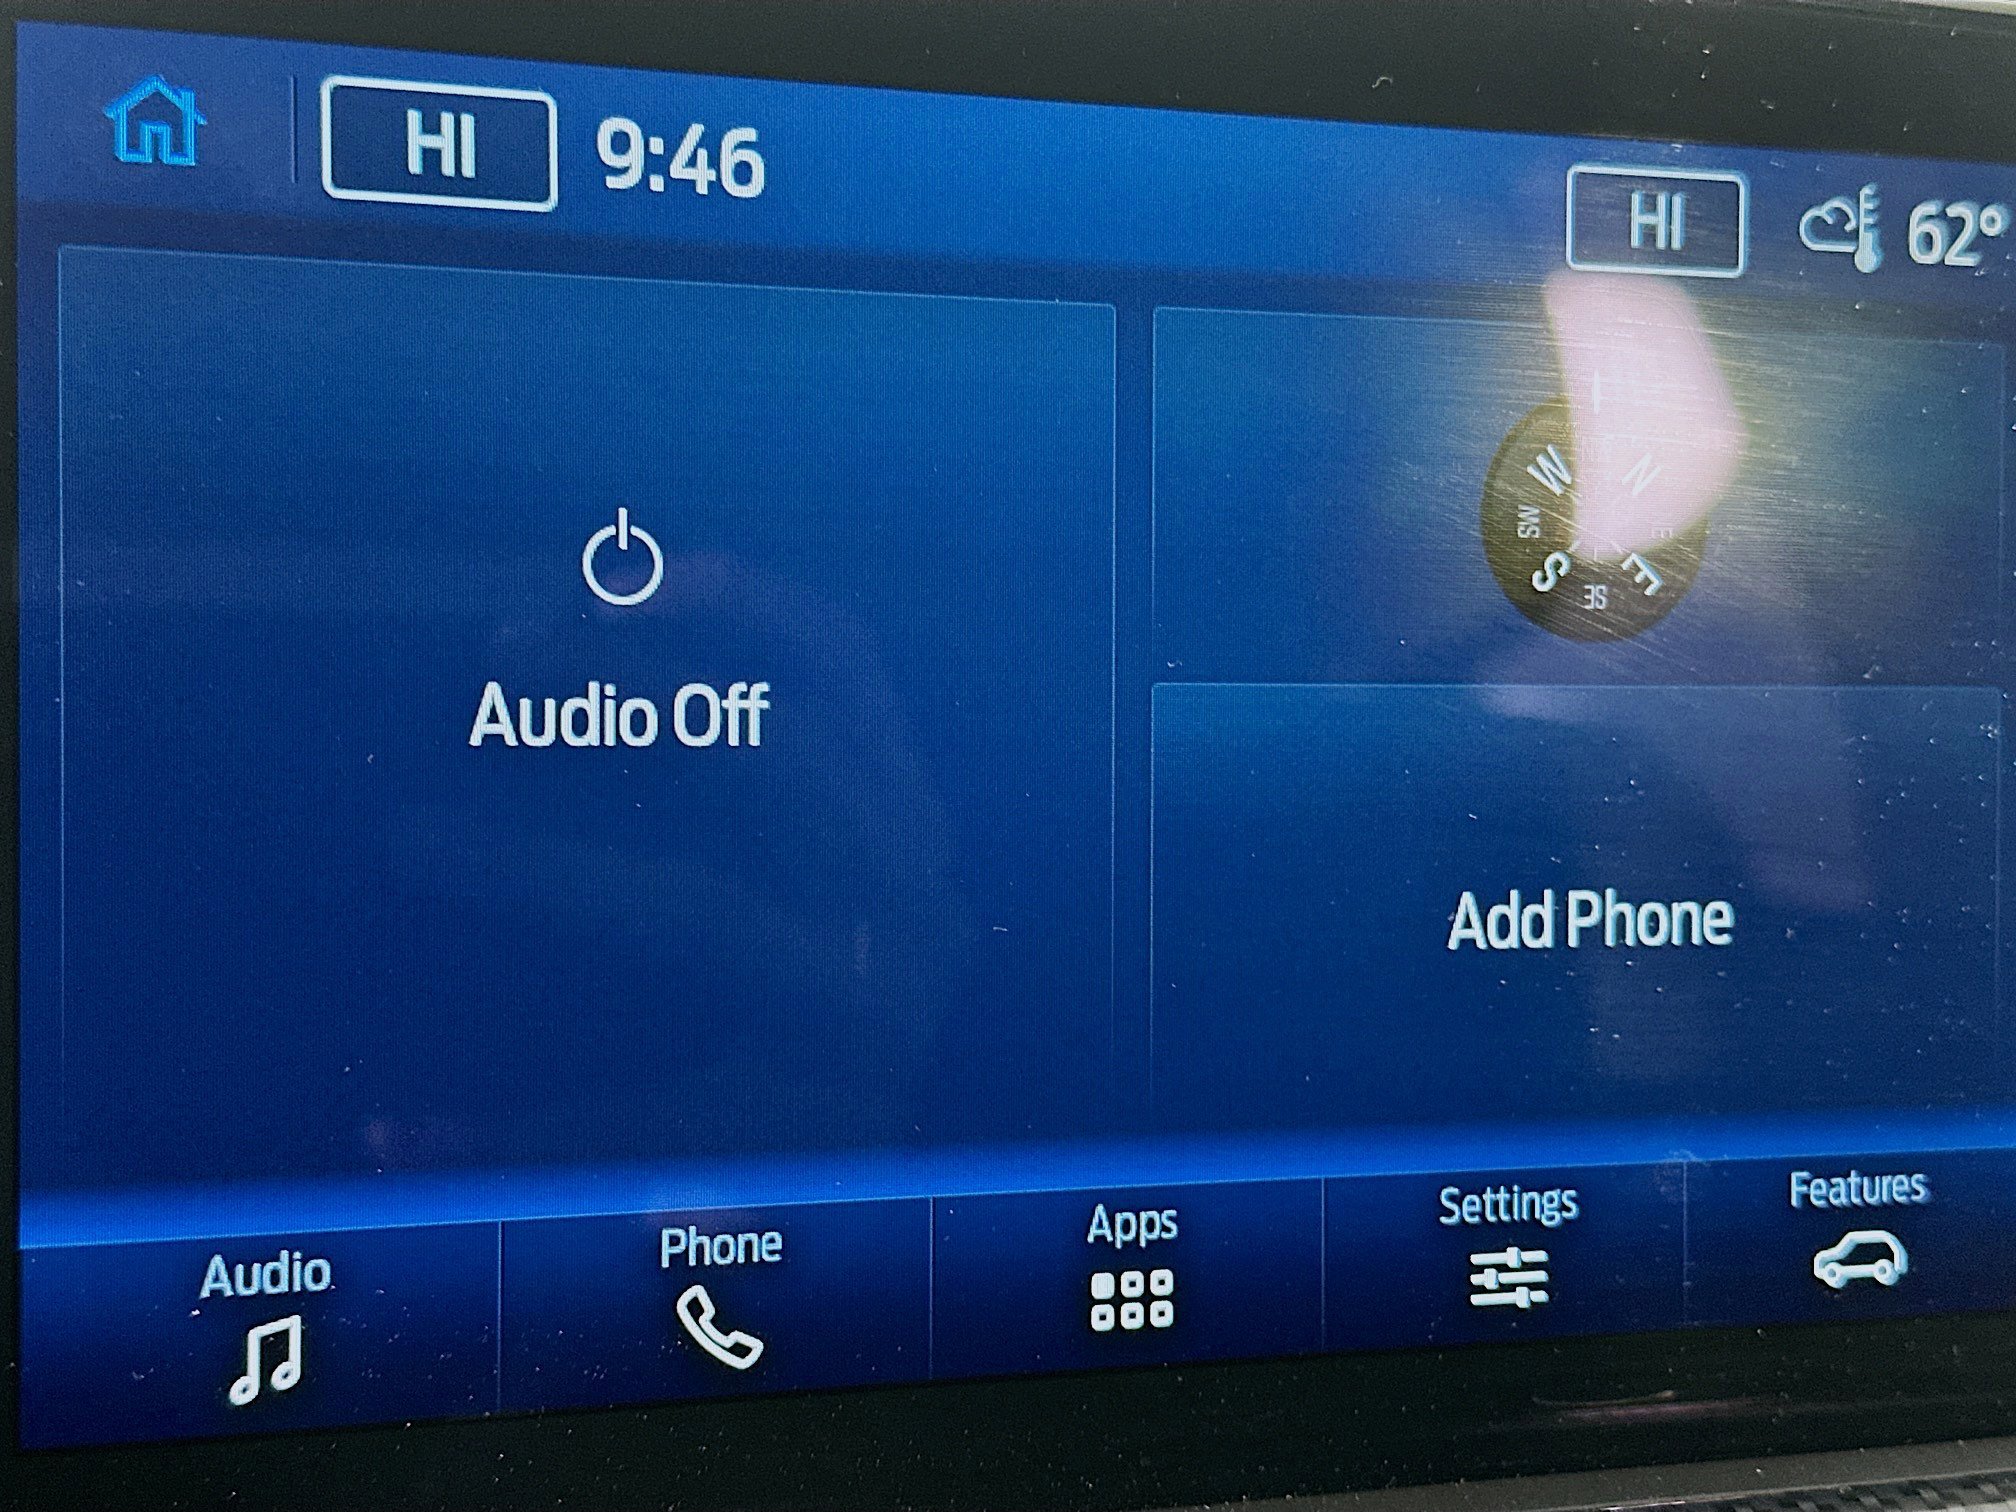 HI 9:46 HI 62°
Audio Off
W N
SW
S E
SE
Add Phone
Audio Phone Apps Settings Features